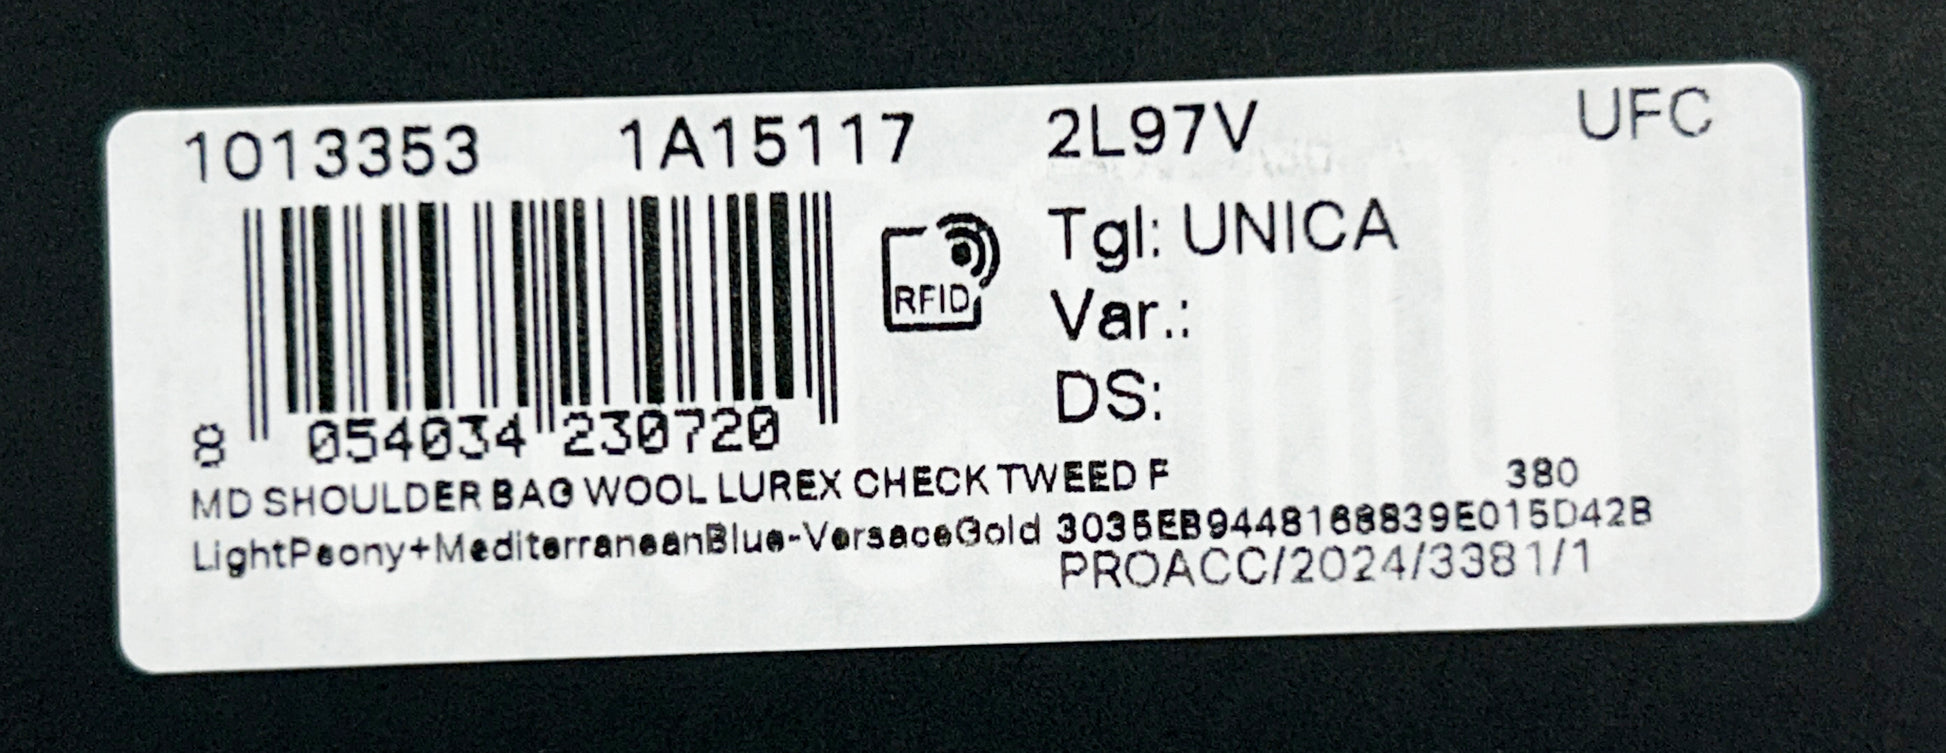 1013353 1A15117 2L97V UFC
RFID
Tgl: UNICA
Var.:
DS:
8 054034 230720
MD SHOULDER BAG WOOL LUREX CHECK TWEED F 380
LightPeony+MediterraneanBlue-VersaceGold 3035EB9448168839E015D42B
PROACC/2024/3381/1